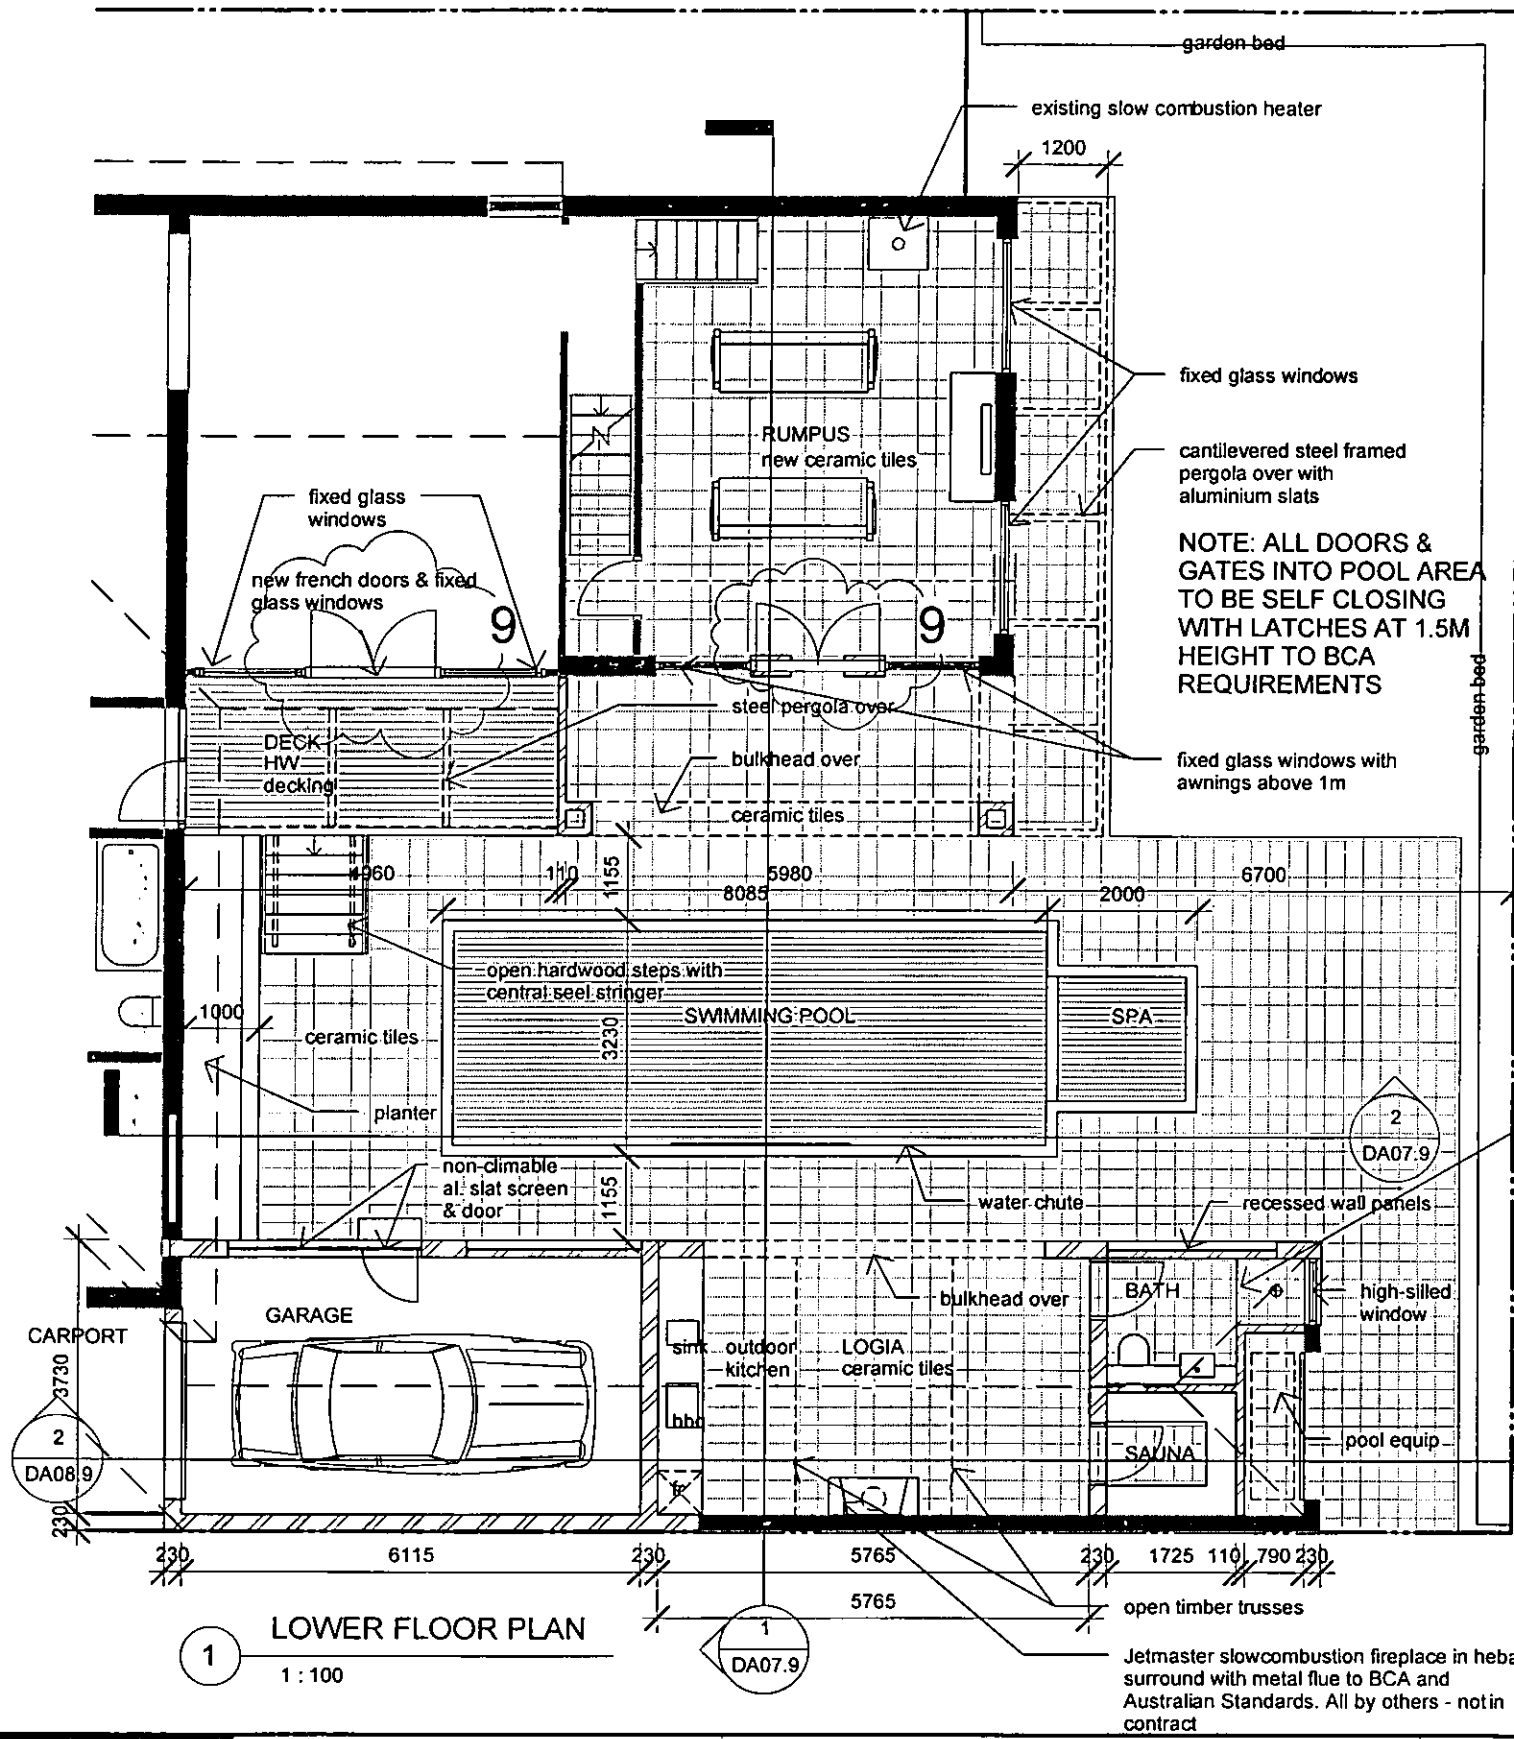 garden bed
existing slow combustion heater
1200
fixed glass windows
RUMPUS
new ceramic tiles
cantilevered steel framed
pergola over with
aluminium slats
fixed glass
windows
NOTE: ALL DOORS &
GATES INTO POOL AREA
TO BE SELF CLOSING
WITH LATCHES AT 1.5M
HEIGHT TO BCA
REQUIREMENTS
new french doors & fixed
glass windows
9
9
garden bed
steel pergola over
DECK
HW
decking
bulkhead over
fixed glass windows with
awnings above 1m
ceramic tiles
4960
110
1155
5980
6700
8085
2000
open hardwood steps with
central seel stringer
1000
ceramic tiles
SWIMMING POOL
SPA
3230
planter
2
DA07.9
non-climable
al. slat screen
& door
1155
water chute
recessed wall panels
GARAGE
bulkhead over
BATH
high-silled
window
CARPORT
3730
sink
outdoor
kitchen
LOGIA
ceramic tiles
bbq
2
DA08.9
SAUNA
pool equip
fr
230
230
6115
230
5765
230
1725
110
790
230
5765
open timber trusses
1
LOWER FLOOR PLAN
1 : 100
1
DA07.9
Jetmaster slowcombustion fireplace in heba
surround with metal flue to BCA and
Australian Standards. All by others - not in
contract